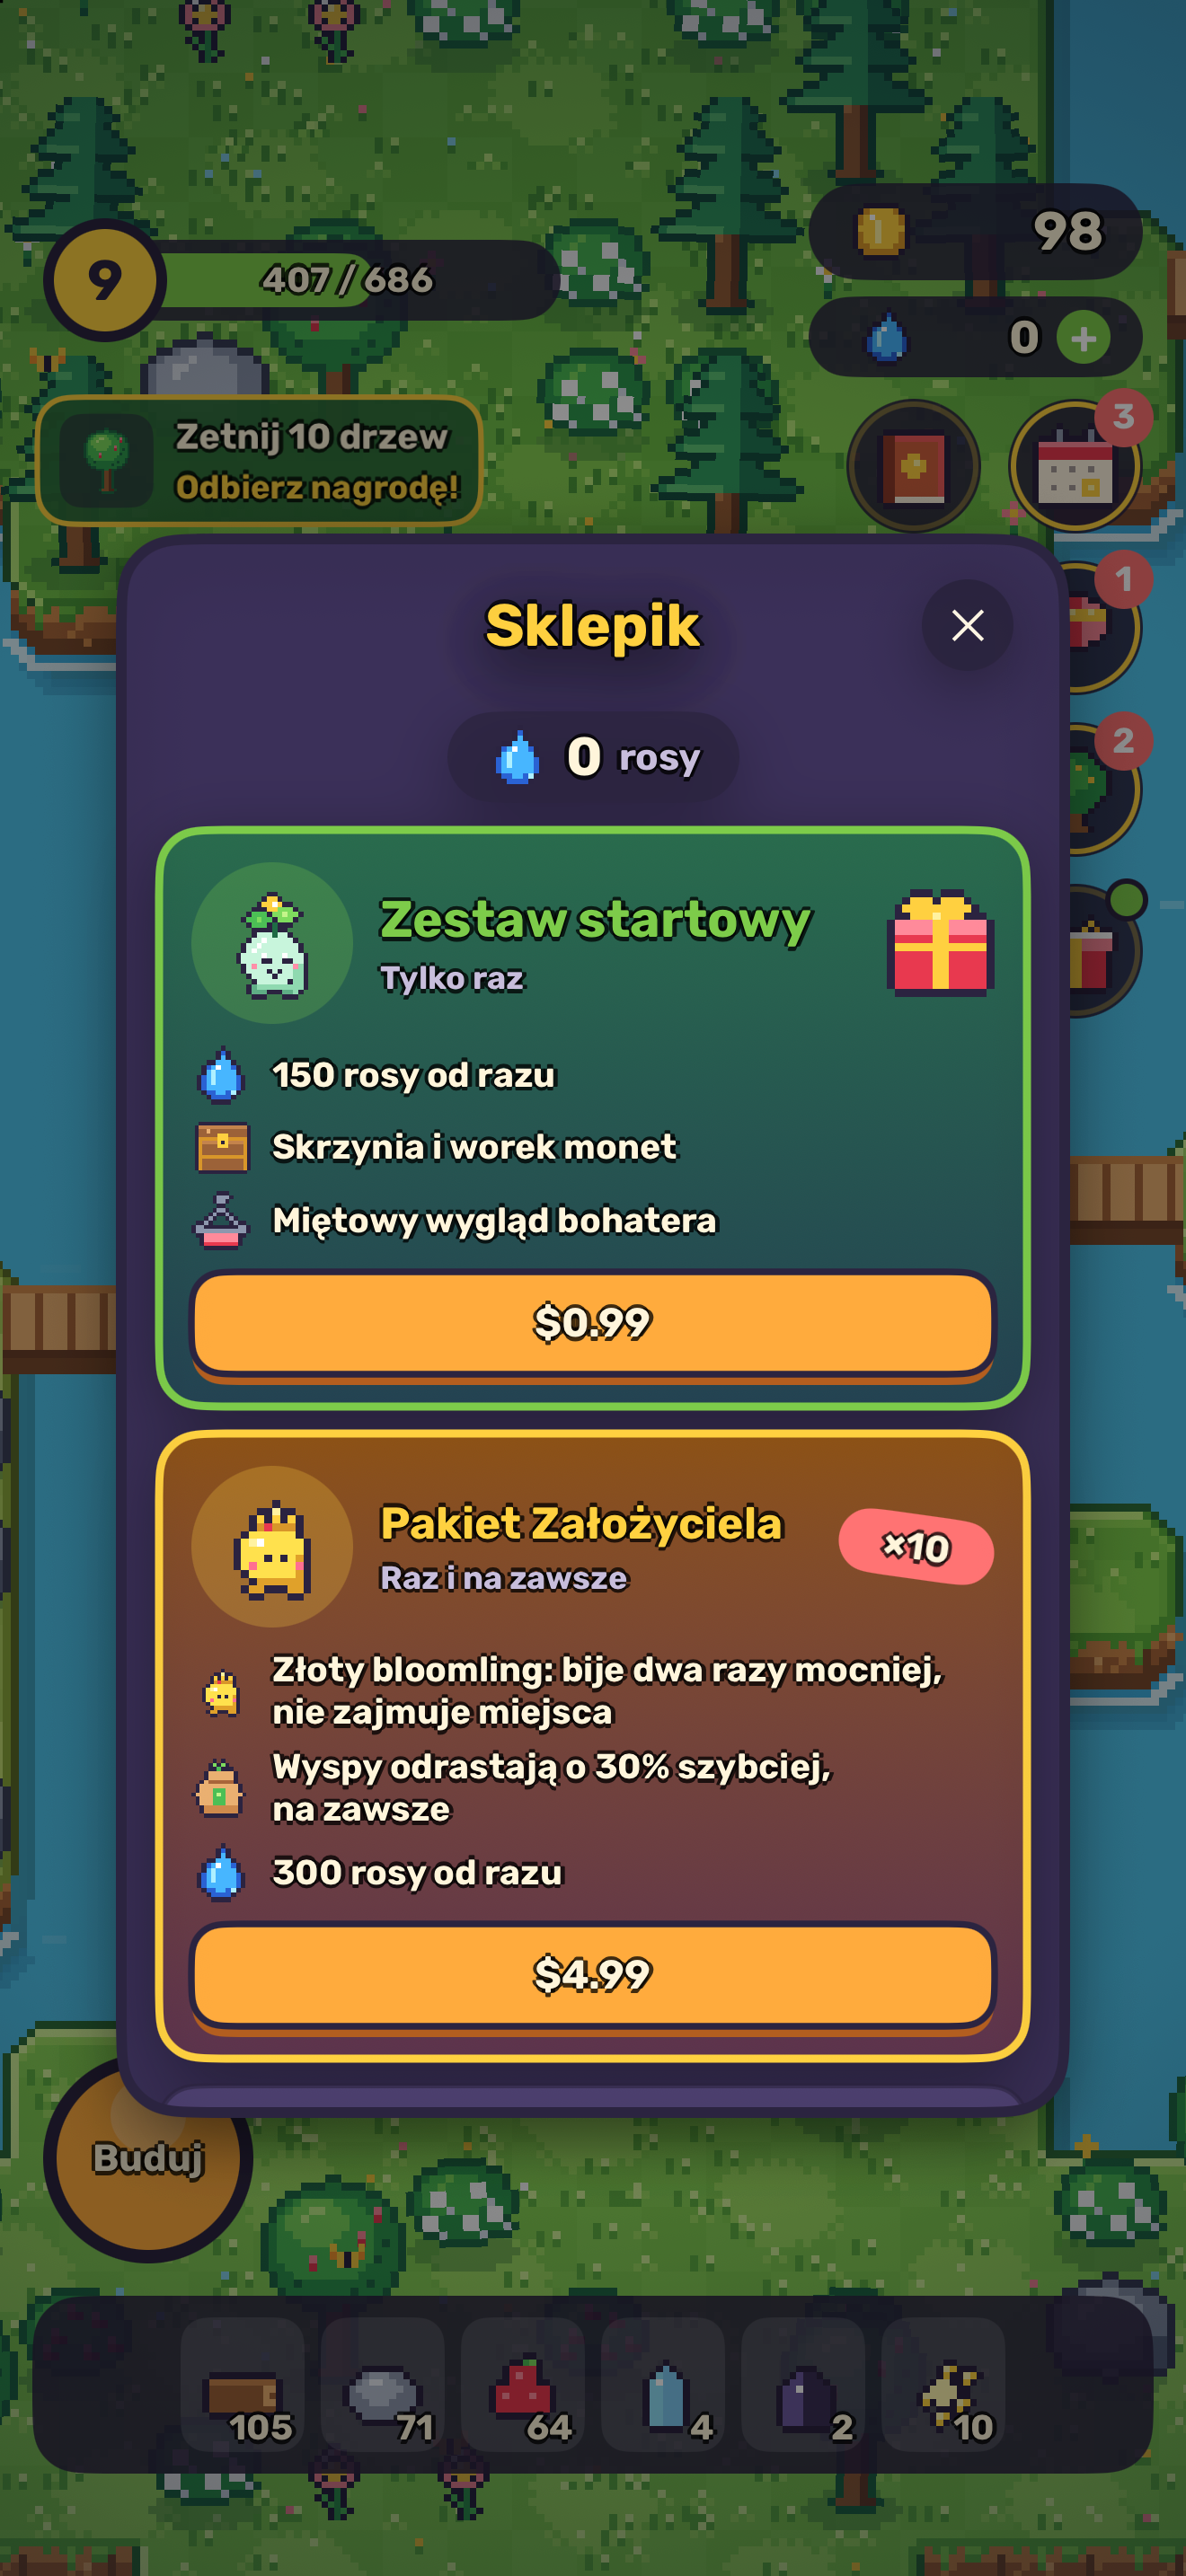 9
407/686
98
0
+
Zetnij 10 drzew
Odbierz nagrodę!
3
1
2
Sklepik
0 rosy
Zestaw startowy
Tylko raz
150 rosy od razu
Skrzynia i worek monet
Miętowy wygląd bohatera
$0.99
Pakiet Założyciela
Raz i na zawsze
×10
Złoty bloomling: bije dwa razy mocniej,
nie zajmuje miejsca
Wyspy odrastają o 30% szybciej,
na zawsze
300 rosy od razu
$4.99
Buduj
105
71
64
4
2
10